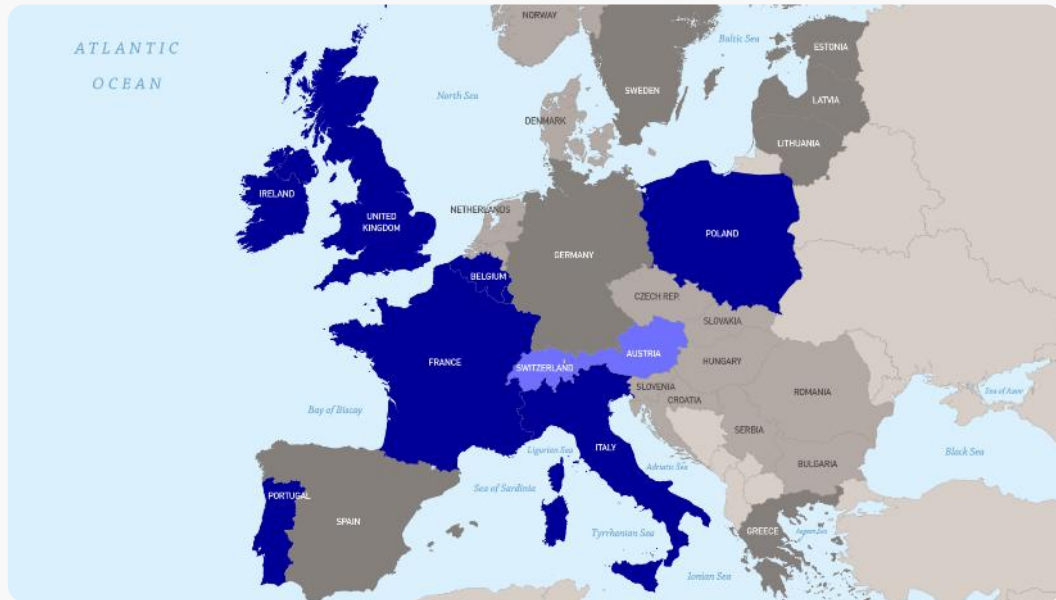 NORWAY
ATLANTIC
OCEAN
Baltic Sea
ESTONIA
North Sea
SWEDEN
LATVIA
DENMARK
LITHUANIA
IRELAND
NETHERLANDS
UNITED
KINGDOM
POLAND
GERMANY
BELGIUM
CZECH REP.
SLOVAKIA
FRANCE
SWITZERLAND
AUSTRIA
HUNGARY
SLOVENIA
CROATIA
ROMANIA
Sea of Azov
Bay of Biscay
SERBIA
ITALY
Ligurian Sea
Black Sea
Adriatic Sea
BULGARIA
Sea of Sardinia
PORTUGAL
SPAIN
Tyrrhenian Sea
GREECE
Aegean Sea
Ionian Sea